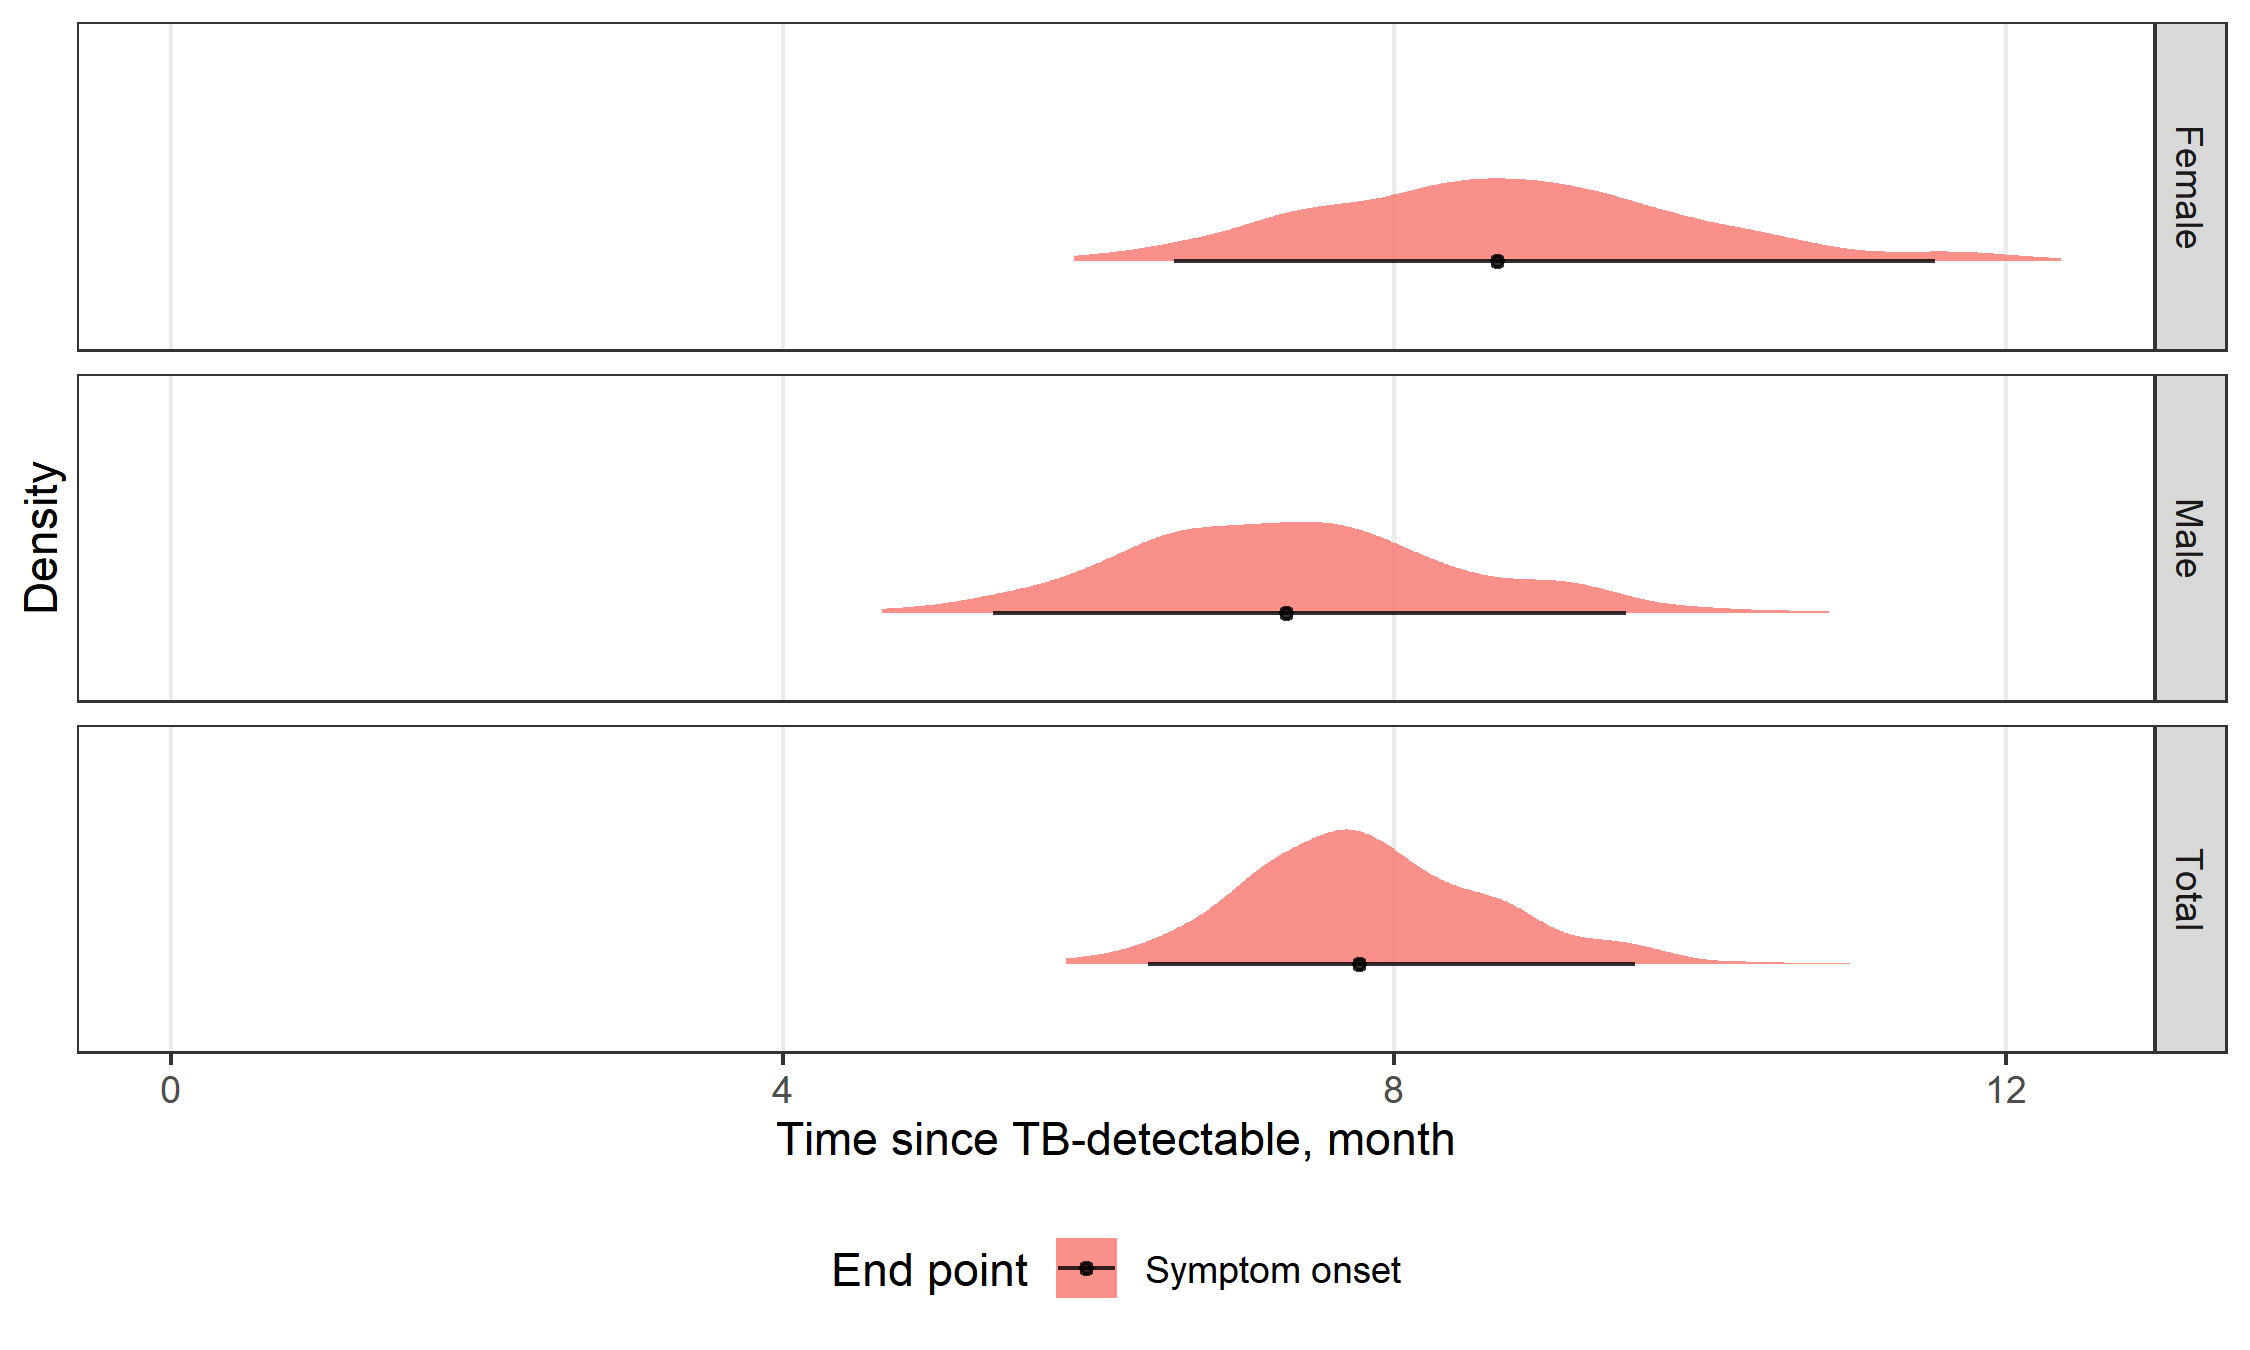 Female
Male
Total
Density
0 4 8 12
Time since TB-detectable, month
End point Symptom onset